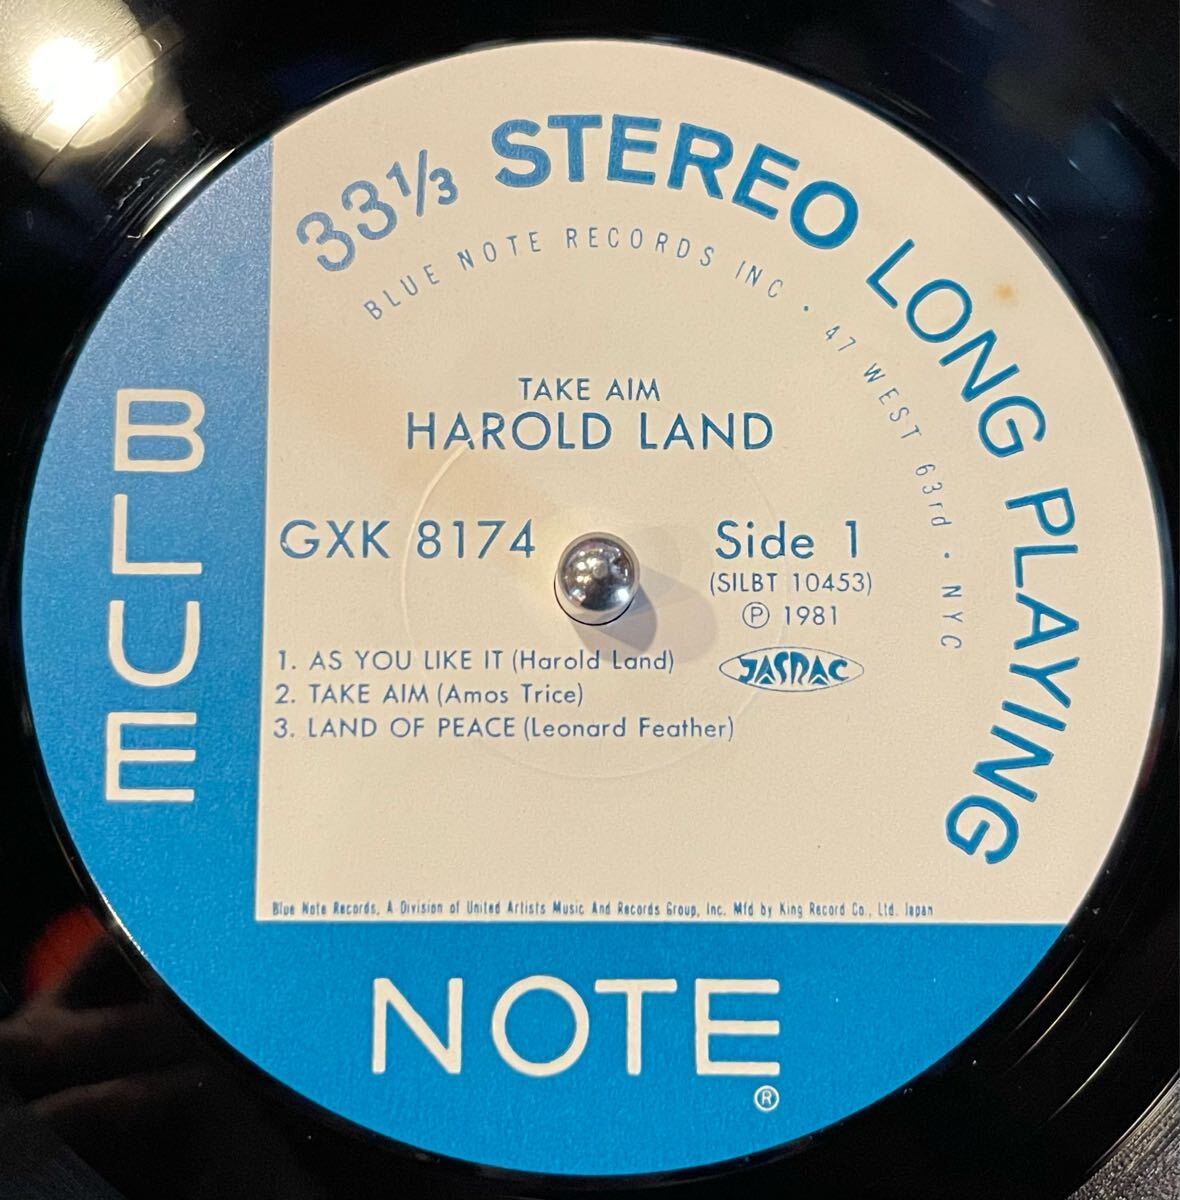 33⅓ STEREO LONG PLAYING
BLUE NOTE RECORDS INC • 47 WEST 63rd • NYC
TAKE AIM
HAROLD LAND
GXK 8174
Side 1
(SILBT 10453)
Ⓟ 1981
JASRAC
1. AS YOU LIKE IT (Harold Land)
2. TAKE AIM (Amos Trice)
3. LAND OF PEACE (Leonard Feather)
Blue Note Records, A Division of United Artists Music And Records Group, Inc. Mfd by King Record Co., Ltd. Japan
BLUE
NOTE
®